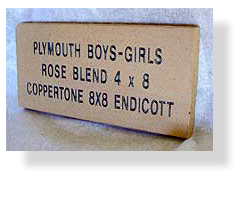 PLYMOUTH BOYS-GIRLS
ROSE BLEND 4 x 8
COPPERTONE 8X8 ENDICOTT